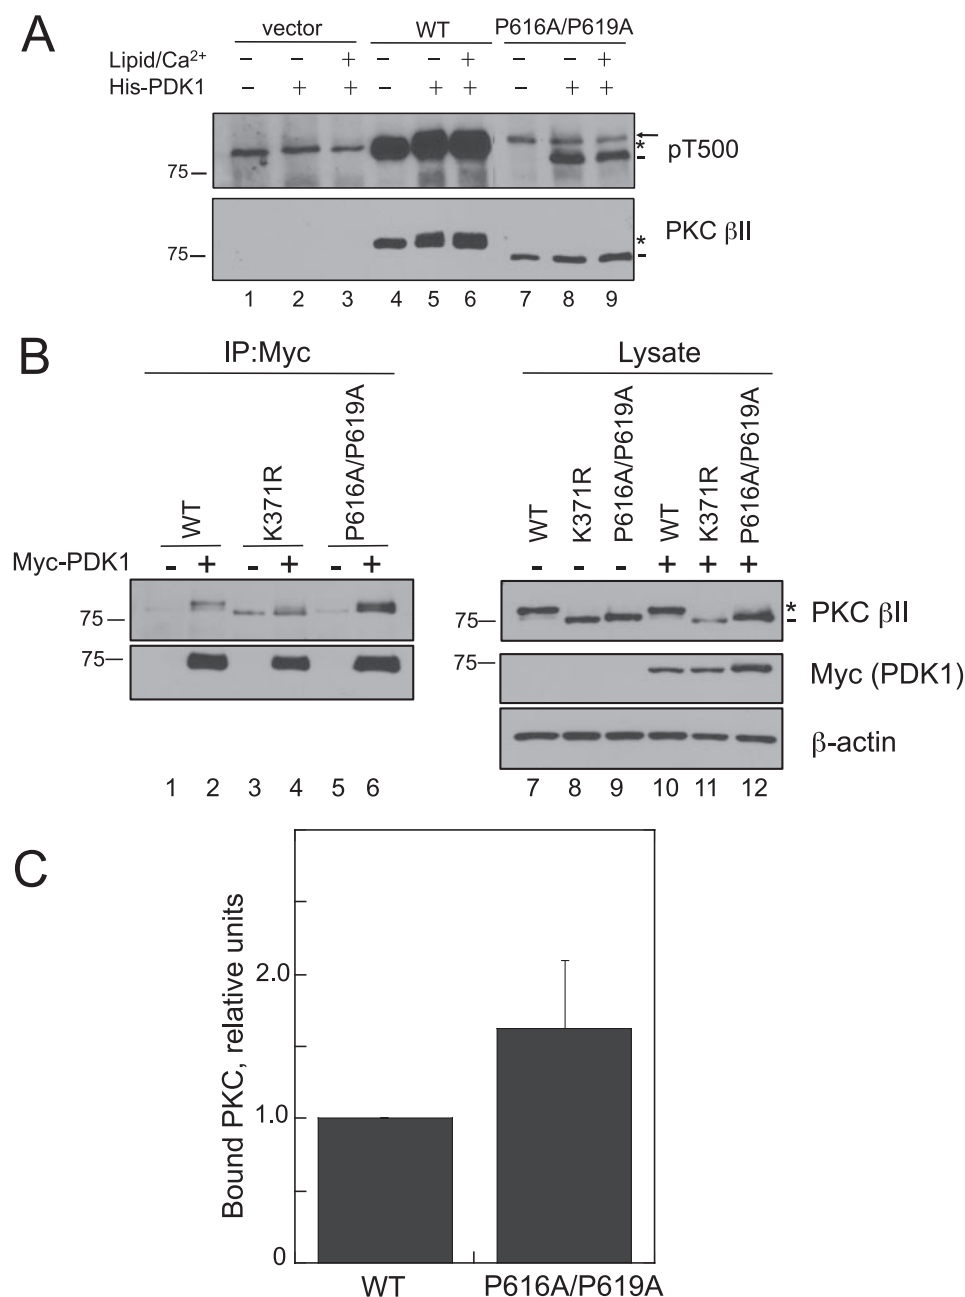 A
vector WT P616A/P619A
Lipid/Ca²⁺ – – + – – + – – +
His-PDK1 – + + – + + – + +
75 — ← * - pT500
75 — * - PKC βII
1 2 3 4 5 6 7 8 9
B
IP:Myc Lysate
WT K371R P616A/P619A WT K371R P616A/P619A WT K371R P616A/P619A
Myc-PDK1 - + - + - + - - - + + +
75 — 75 — * - PKC βII
75 — 75 — Myc (PDK1)
β-actin
1 2 3 4 5 6 7 8 9 10 11 12
C
Bound PKC, relative units
2.0
1.0
0
WT P616A/P619A